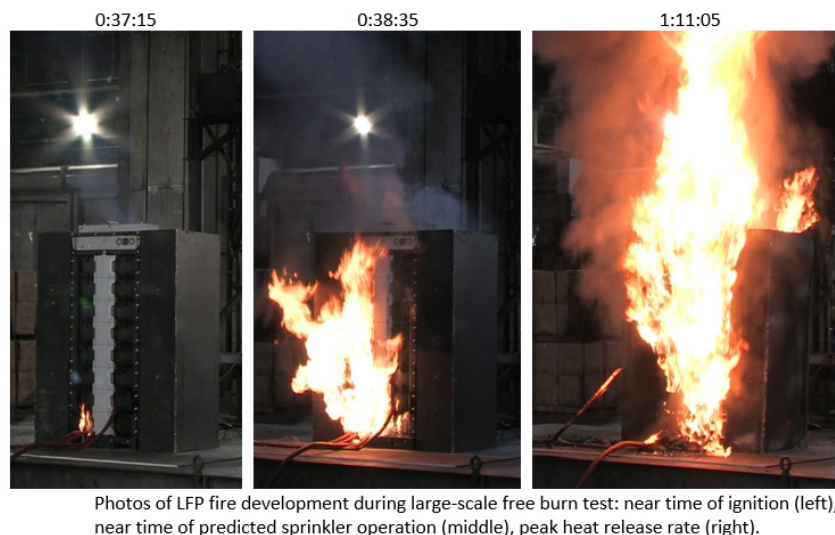 0:37:15
0:38:35
1:11:05
Photos of LFP fire development during large-scale free burn test: near time of ignition (left),
near time of predicted sprinkler operation (middle), peak heat release rate (right).